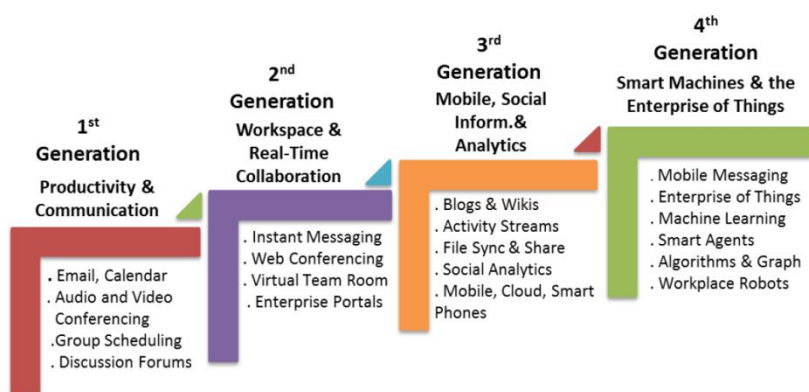 1st
Generation
Productivity &
Communication
. Email, Calendar
. Audio and Video
Conferencing
.Group Scheduling
. Discussion Forums
2nd
Generation
Workspace &
Real-Time
Collaboration
. Instant Messaging
. Web Conferencing
. Virtual Team Room
. Enterprise Portals
3rd
Generation
Mobile, Social
Inform.&
Analytics
. Blogs & Wikis
. Activity Streams
. File Sync & Share
. Social Analytics
. Mobile, Cloud, Smart
Phones
4th
Generation
Smart Machines & the
Enterprise of Things
. Mobile Messaging
. Enterprise of Things
. Machine Learning
. Smart Agents
. Algorithms & Graph
. Workplace Robots